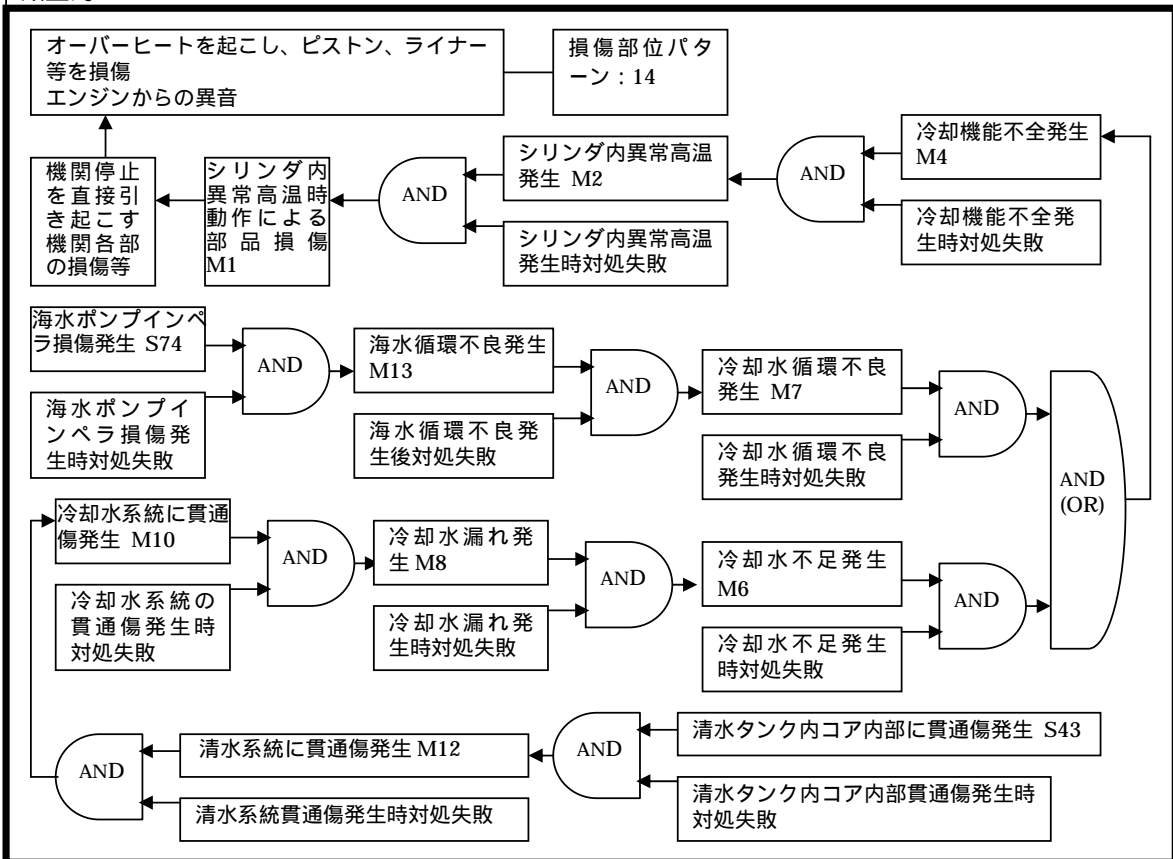 オーバーヒートを起こし、ピストン、ライナー
等を損傷
エンジンからの異音
損傷部位パタ
ーン：14
機関停止
を直接引
き起こす
機関各部
の損傷等
シリンダ内
異常高温時
動作による
部品損傷
M1
AND
シリンダ内異常高温
発生 M2
シリンダ内異常高温
発生時対処失敗
AND
冷却機能不全発生
M4
冷却機能不全発
生時対処失敗
海水ポンプインペ
ラ損傷発生 S74
海水ポンプイ
ンペラ損傷発
生時対処失敗
AND
海水循環不良発生
M13
海水循環不良発
生後対処失敗
AND
冷却水循環不良
発生 M7
冷却水循環不良
発生時対処失敗
AND
AND
(OR)
冷却水系統に貫通
傷発生 M10
冷却水系統の
貫通傷発生時
対処失敗
AND
冷却水漏れ発
生 M8
冷却水漏れ発
生時対処失敗
AND
冷却水不足発生
M6
冷却水不足発生
時対処失敗
AND
AND
清水系統に貫通傷発生 M12
清水系統貫通傷発生時対処失敗
AND
清水タンク内コア内部に貫通傷発生 S43
清水タンク内コア内部貫通傷発生時
対処失敗